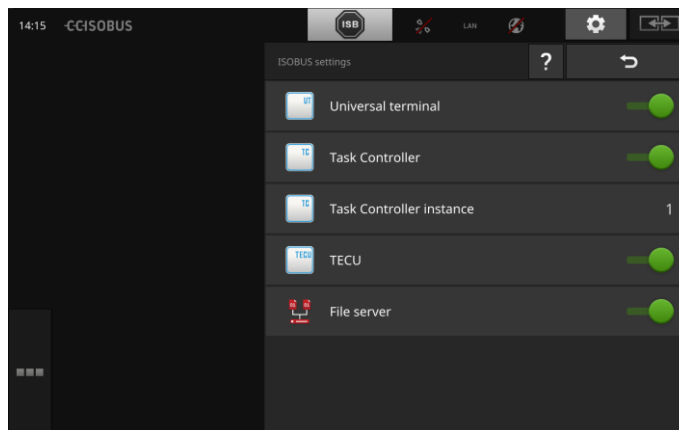 14:15 CCISOBUS ISB LAN
ISOBUS settings ?
UT Universal terminal
TC Task Controller
TC Task Controller instance 1
TECU TECU
File server